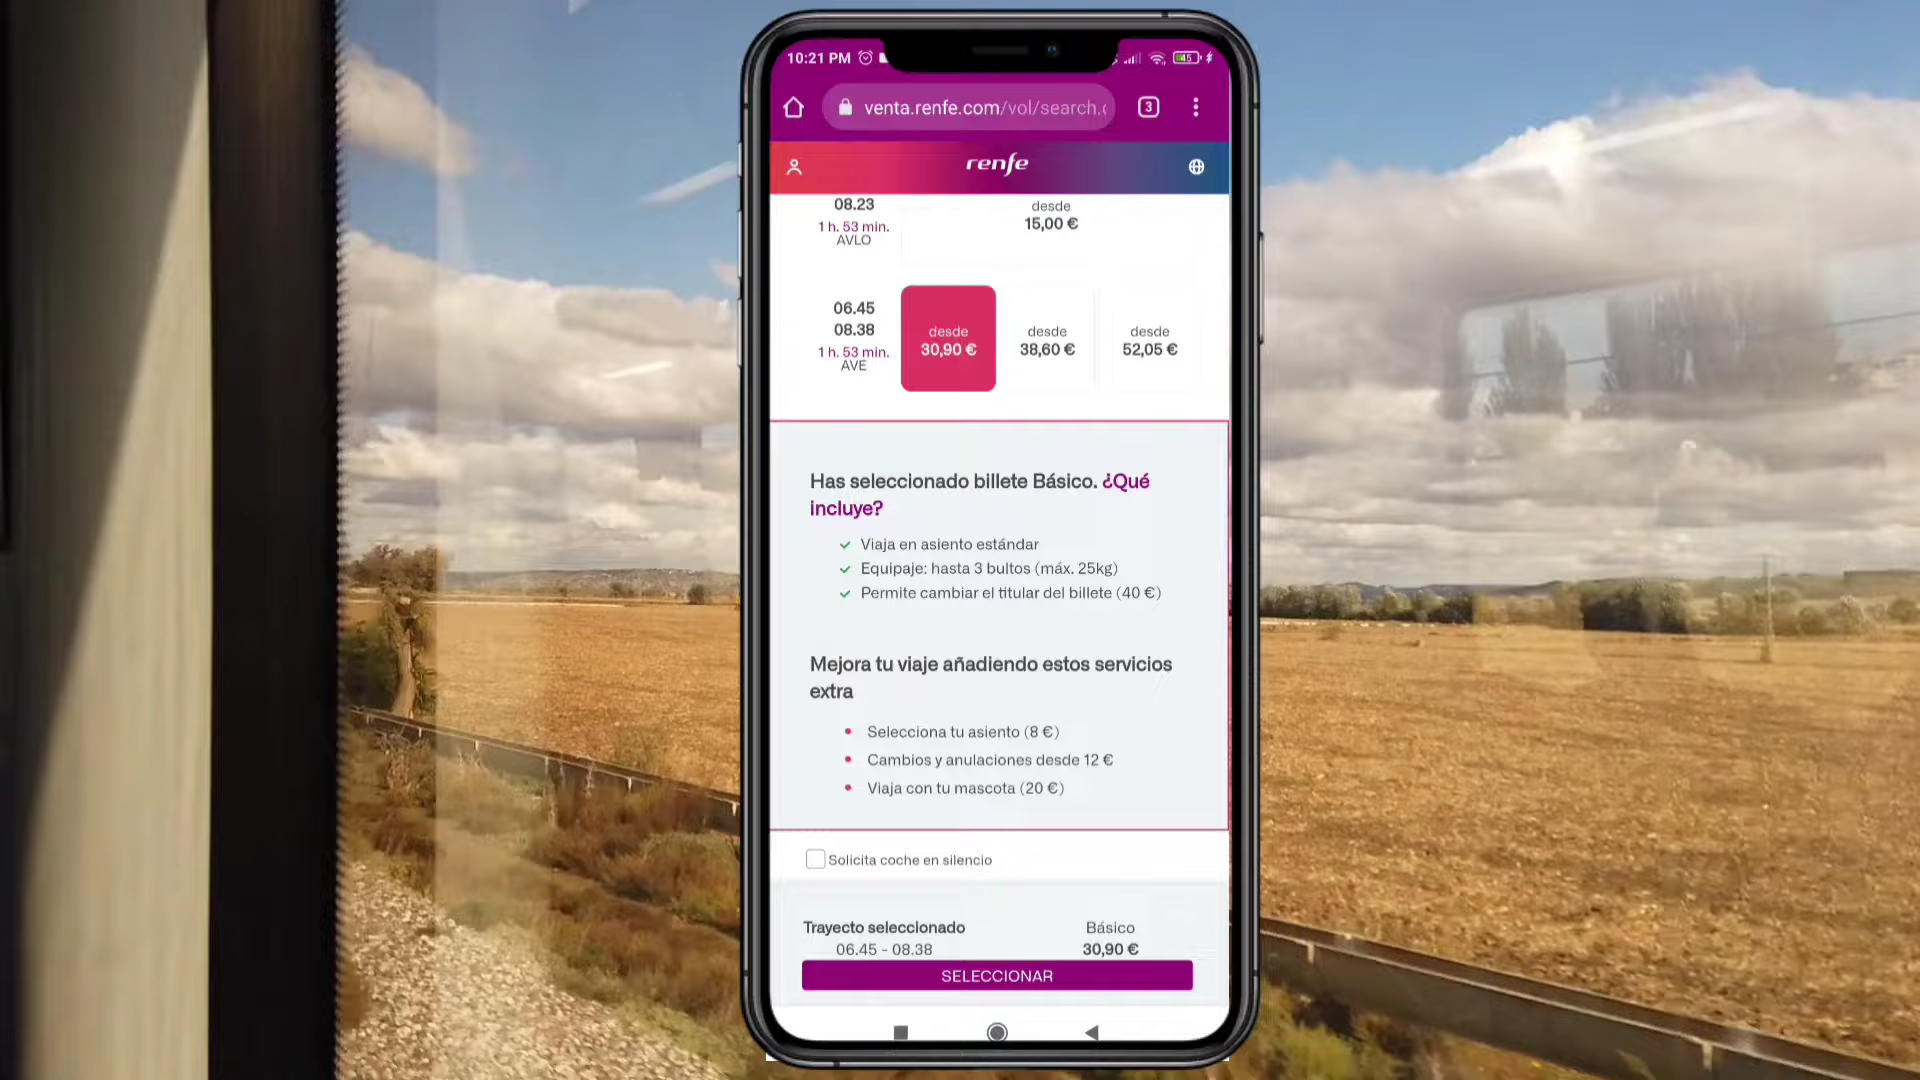 10:21 PM
45
venta.renfe.com/vol/search.
3
renfe
08.23
1 h. 53 min.
AVLO
desde
15,00 €
06.45
08.38
1 h. 53 min.
AVE
desde
30,90 €
desde
38,60 €
desde
52,05 €
Has seleccionado billete Básico. ¿Qué
incluye?
Viaja en asiento estándar
Equipaje: hasta 3 bultos (máx. 25kg)
Permite cambiar el titular del billete (40 €)
Mejora tu viaje añadiendo estos servicios
extra
Selecciona tu asiento (8 €)
Cambios y anulaciones desde 12 €
Viaja con tu mascota (20 €)
Solicita coche en silencio
Trayecto seleccionado
Básico
06.45 - 08.38
30,90 €
SELECCIONAR